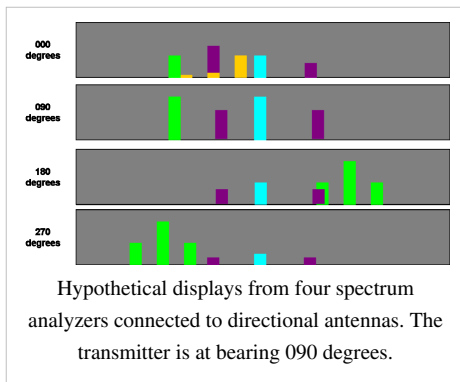 000
degrees
090
degrees
180
degrees
270
degrees
Hypothetical displays from four spectrum
analyzers connected to directional antennas. The
transmitter is at bearing 090 degrees.